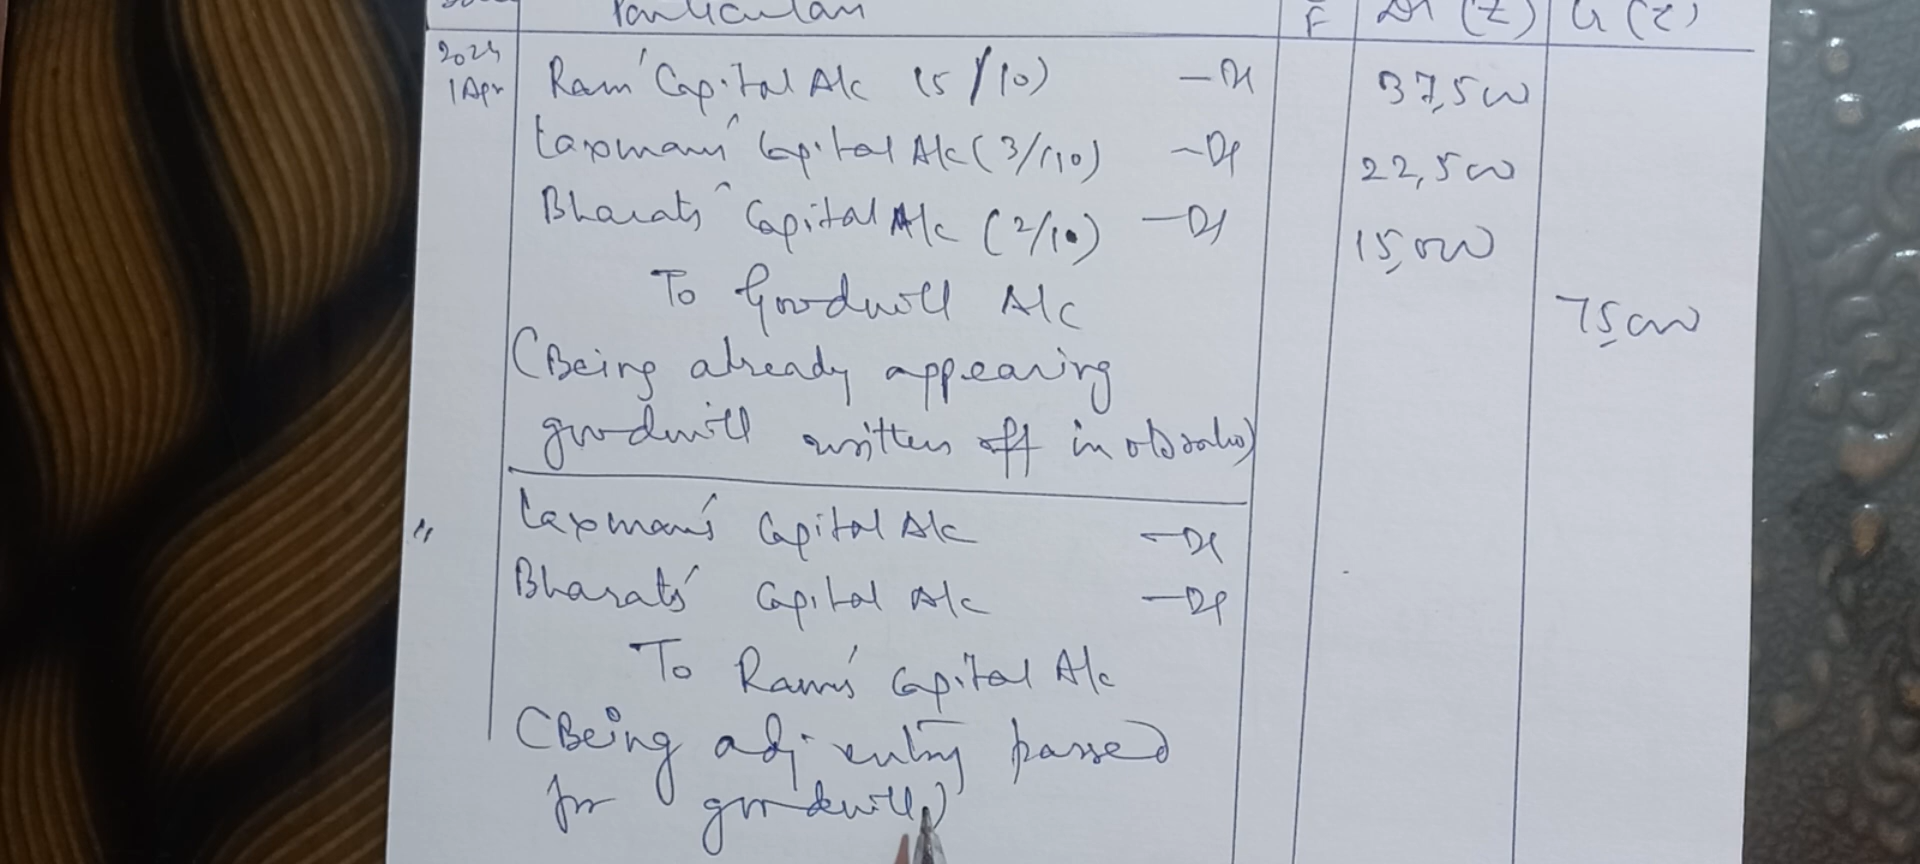 Particulars F Dr (₹) Cr (₹)
2024
1 Apr Ram's Capital A/c (5/10) —Dr 37,500
Laxman's Capital A/c (3/10) —Dr 22,500
Bharat's Capital A/c (2/10) —Dr 15,000
To Goodwill A/c 75,000
(Being already appearing
goodwill written off in old ratio)
" Laxman's Capital A/c —Dr
Bharat's Capital A/c —Dr
To Ram's Capital A/c
(Being adj. entry passed
for goodwill)